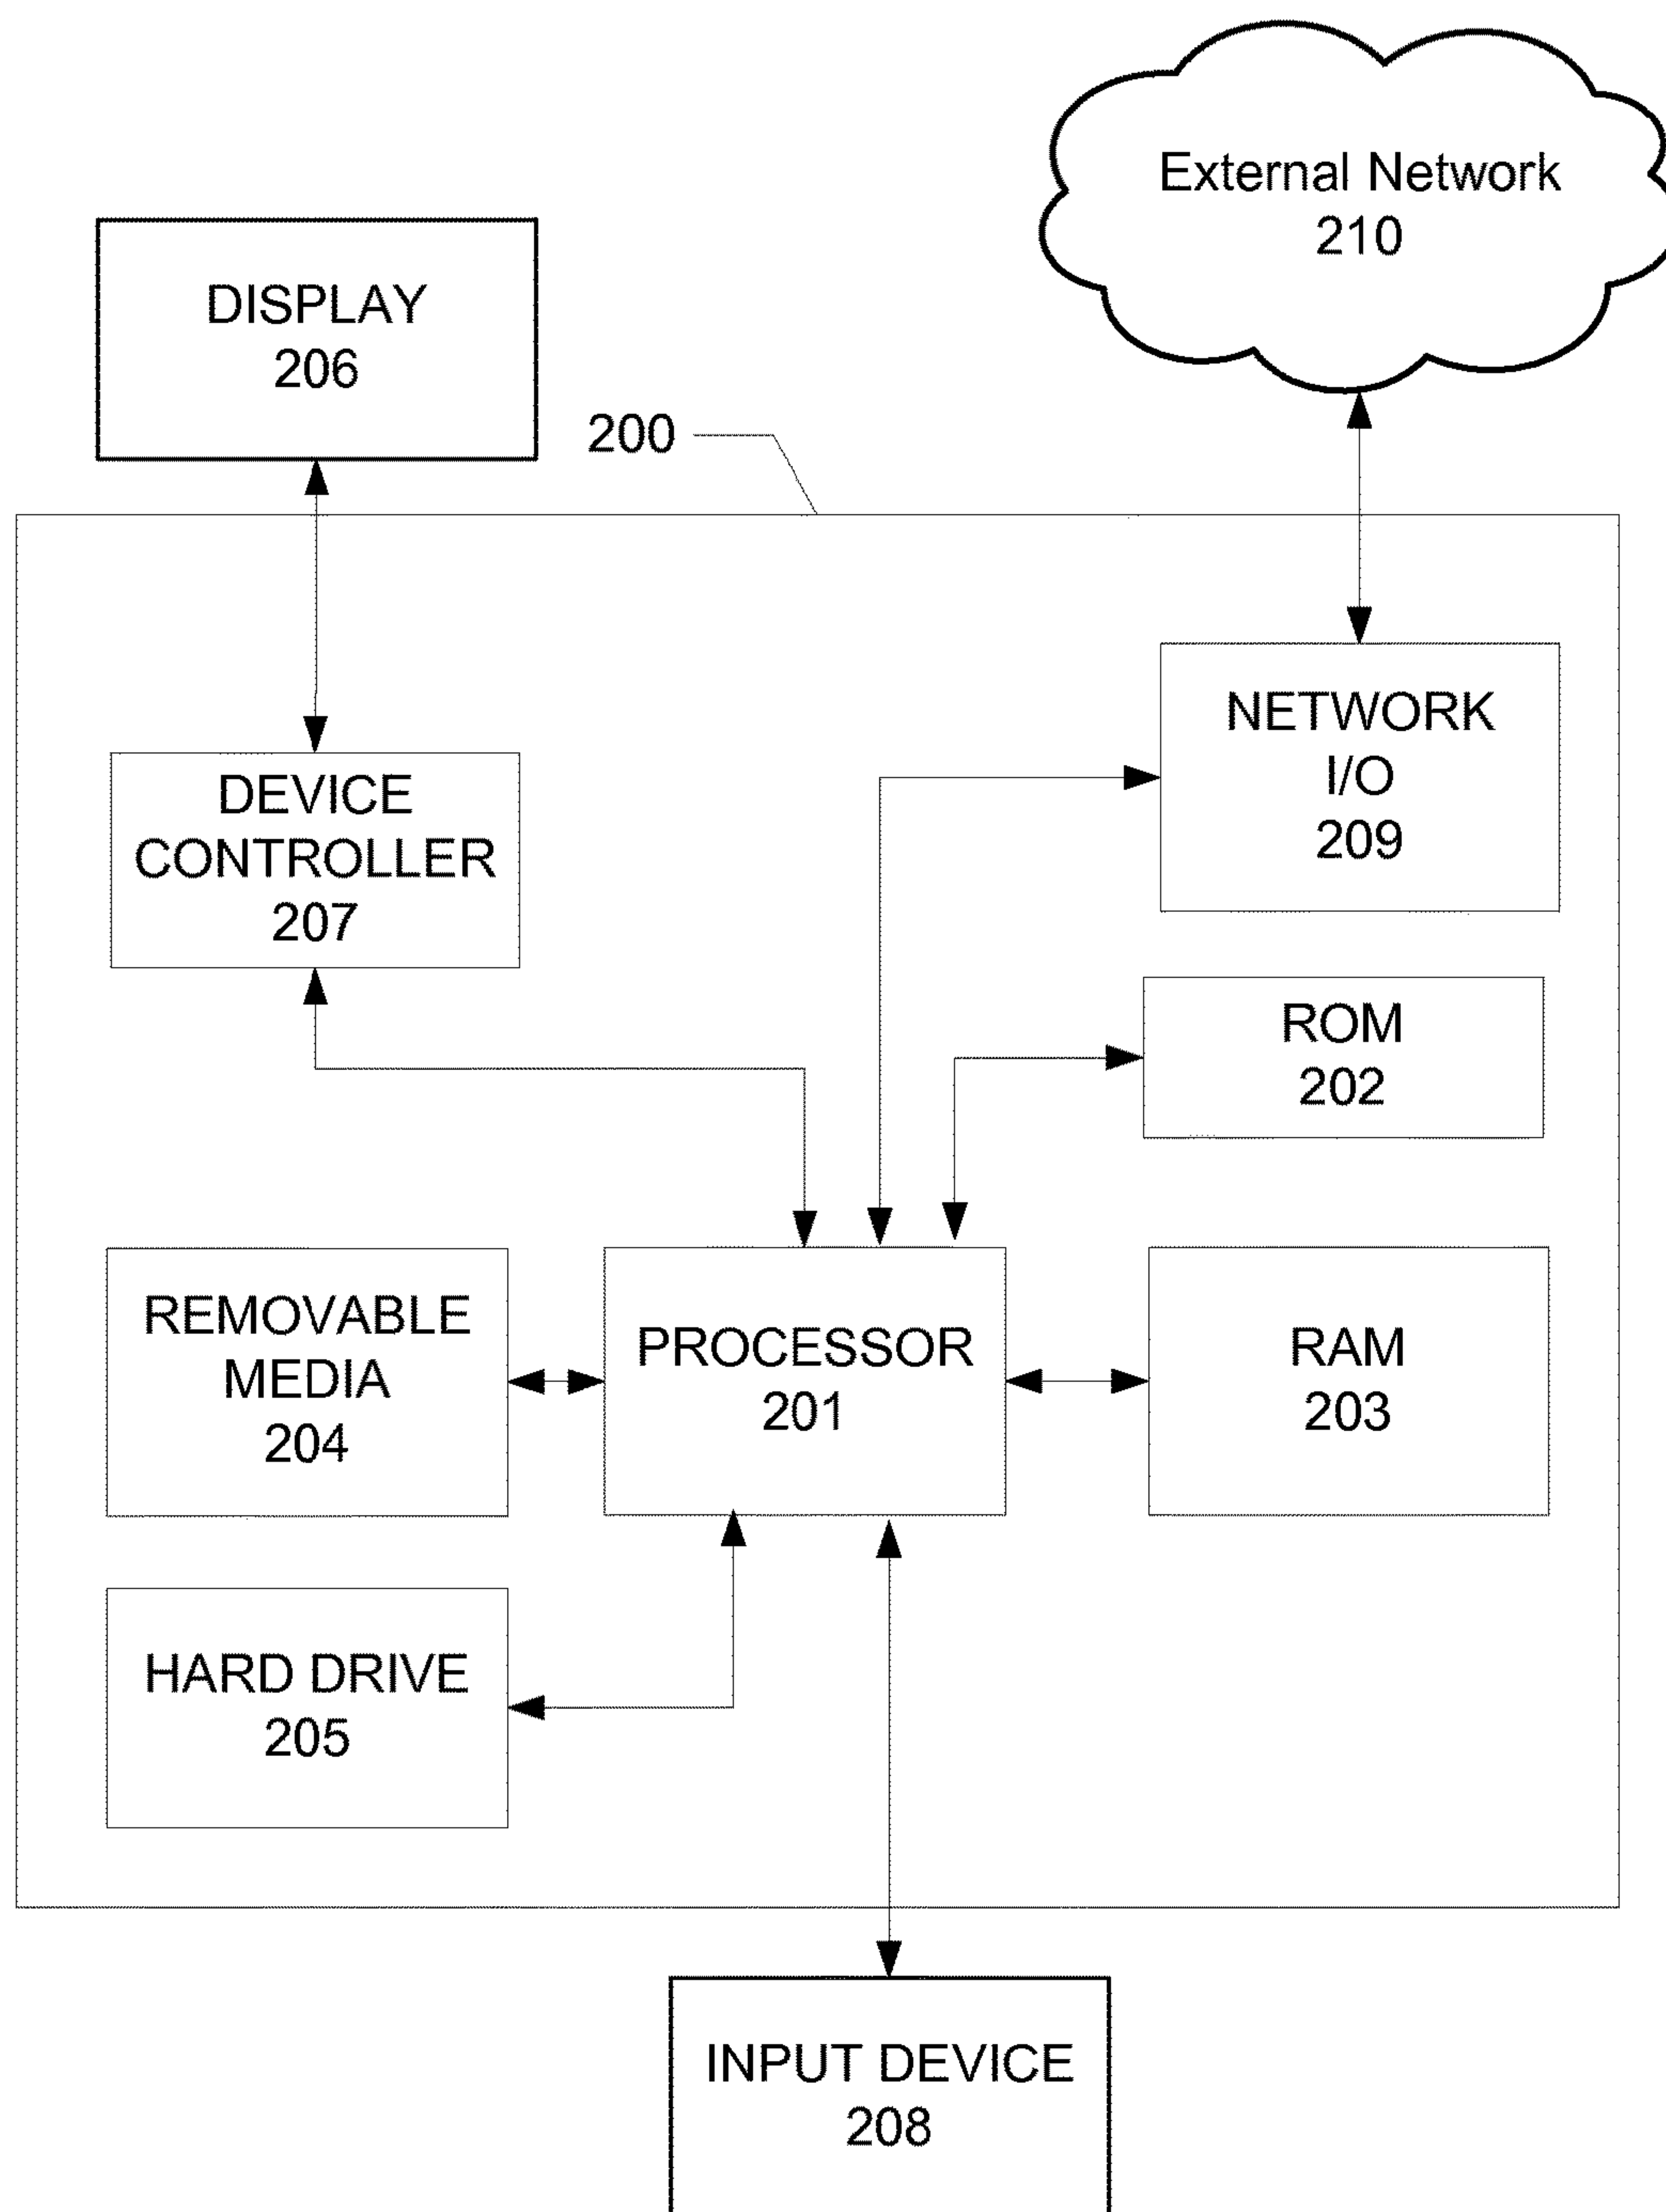 External Network
210
DISPLAY
206
200
NETWORK
I/O
209
DEVICE
CONTROLLER
207
ROM
202
REMOVABLE
MEDIA
204
PROCESSOR
201
RAM
203
HARD DRIVE
205
INPUT DEVICE
208